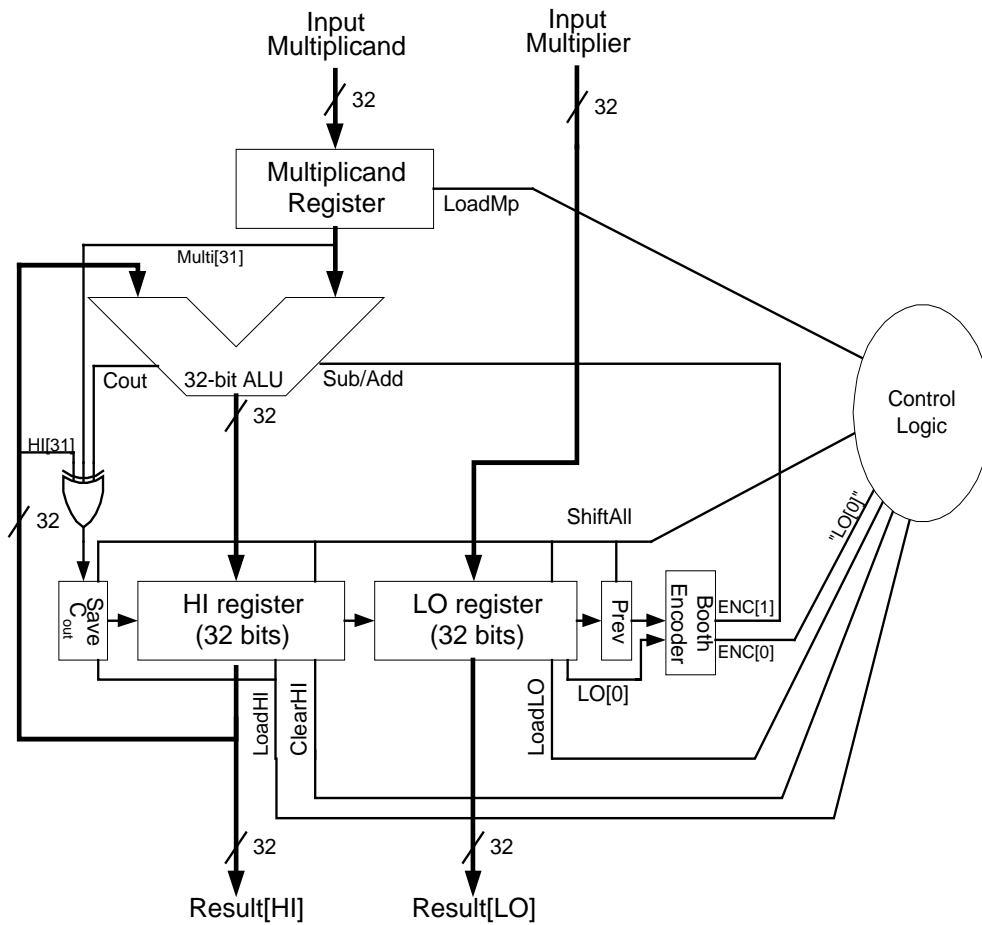 Input
Multiplicand
Input
Multiplier
32
32
Multiplicand
Register
LoadMp
Multi[31]
Cout
32-bit ALU
Sub/Add
32
Control
Logic
HI[31]
32
ShiftAll
"LO[0]"
Save
Cout
HI register
(32 bits)
LO register
(32 bits)
Prev
Booth
Encoder
ENC[1]
ENC[0]
LO[0]
LoadHI
ClearHI
LoadLO
32
32
Result[HI]
Result[LO]